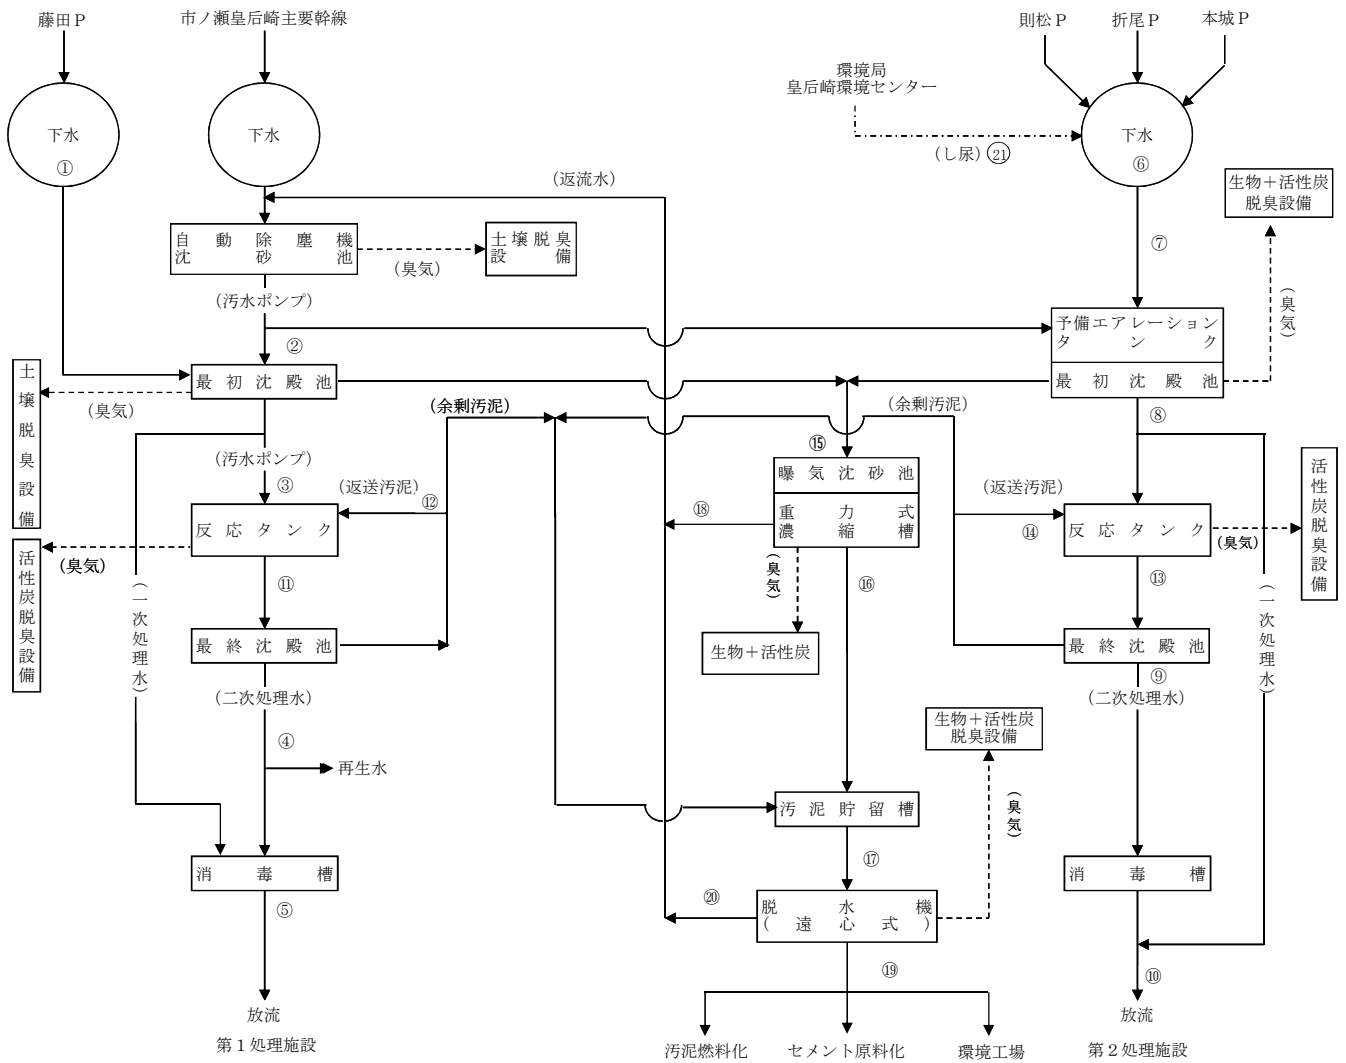 藤田P
市ノ瀬皇后崎主要幹線
則松P
折尾P
本城P
環境局
皇后崎環境センター
下水
①
下水
下水
⑥
(し尿)㉑
(返流水)
生物+活性炭
脱臭設備
自動除塵機
沈砂池
土壌脱臭
設備
(臭気)
⑦
(臭気)
(汚水ポンプ)
②
予備エアレーション
タンク
最初沈殿池
最初沈殿池
土壌脱臭設備
(臭気)
(余剰汚泥)
(余剰汚泥)
⑧
(汚水ポンプ)
③
(返送汚泥)
⑫
⑮
曝気沈砂池
重力式
濃縮槽
⑱
(返送汚泥)
⑭
活性炭脱臭設備
反応タンク
反応タンク
(臭気)
活性炭脱臭設備
(臭気)
⑪
(臭気)
⑯
⑬
(一次処理水)
(一次処理水)
最終沈殿池
生物+活性炭
最終沈殿池
(二次処理水)
⑨
(二次処理水)
④
再生水
生物+活性炭
脱臭設備
(臭気)
汚泥貯留槽
⑰
消毒槽
消毒槽
⑤
⑳
脱水機
(遠心式)
⑲
⑩
放流
第1処理施設
汚泥燃料化
セメント原料化
環境工場
放流
第2処理施設